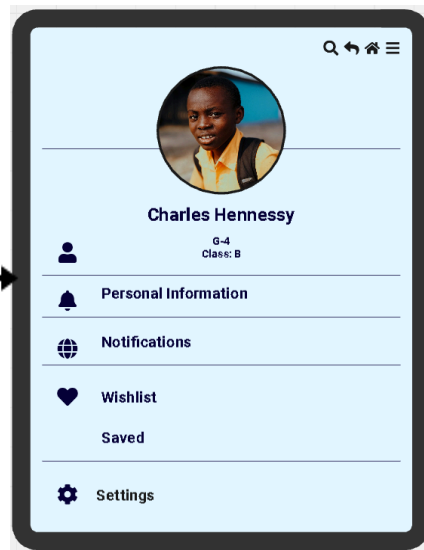 Charles Hennessy
G-4
Class: B
Personal Information
Notifications
Wishlist
Saved
Settings